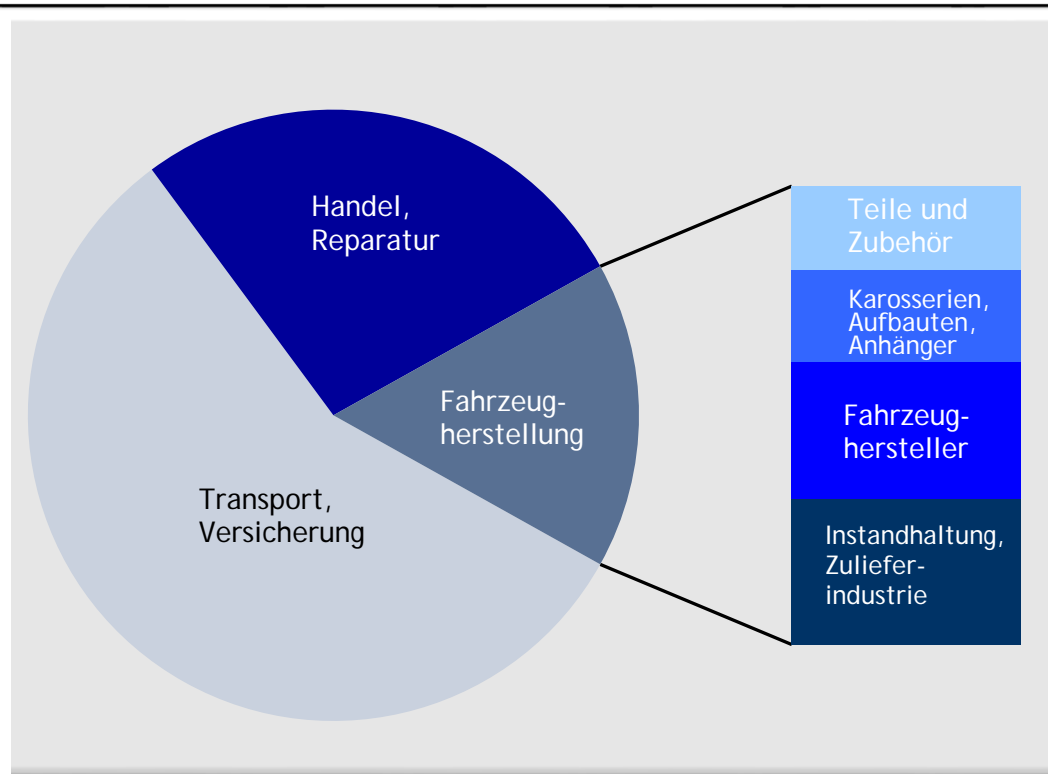 Handel,
Reparatur
Fahrzeug-
herstellung
Transport,
Versicherung
Teile und
Zubehör
Karosserien,
Aufbauten,
Anhänger
Fahrzeug-
hersteller
Instandhaltung,
Zuliefer-
industrie